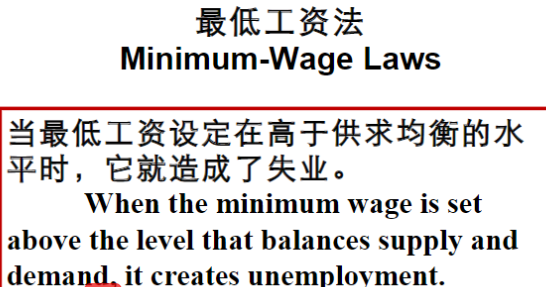 最低工资法
Minimum-Wage Laws
当最低工资设定在高于供求均衡的水
平时，它就造成了失业。
When the minimum wage is set
above the level that balances supply and
demand, it creates unemployment.